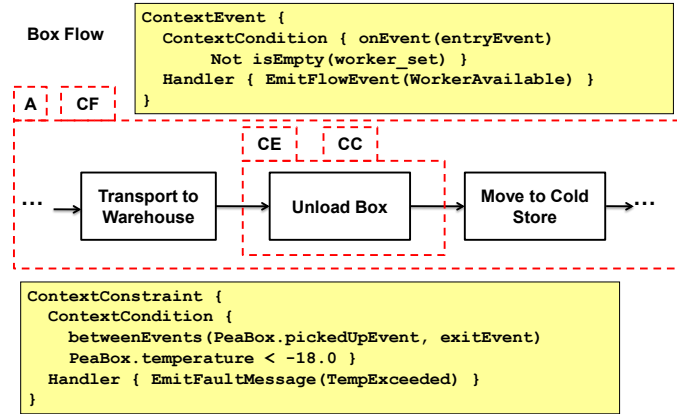 Box Flow
ContextEvent {
ContextCondition { onEvent(entryEvent)
Not isEmpty(worker_set) }
Handler { EmitFlowEvent(WorkerAvailable) }
}
A
CF
CE
CC
...
Transport to
Warehouse
Unload Box
Move to Cold
Store
...
ContextConstraint {
ContextCondition {
betweenEvents(PeaBox.pickedUpEvent, exitEvent)
PeaBox.temperature < -18.0 }
Handler { EmitFaultMessage(TempExceeded) }
}